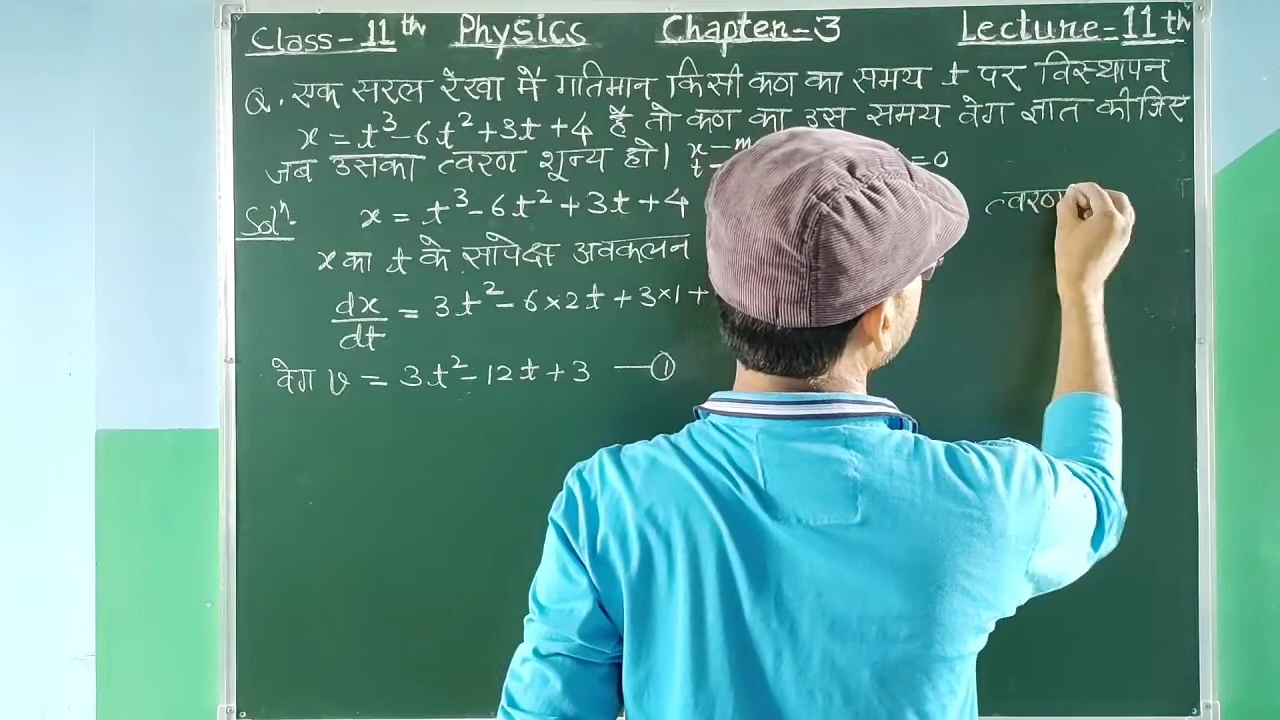 Class-11th Physics Chapter-3 Lecture-11th
Q. एक सरल रेखा में गतिमान किसी कण का समय t पर विस्थापन
x = t³-6t²+3t+4 है तो कण का उस समय वेग ज्ञात कीजिए
जब उसका त्वरण शून्य हो। x-m =0
t-
Solⁿ x = t³-6t²+3t+4 त्वरण
x का t के सापेक्ष अवकलन
dx/dt = 3t²-6×2t+3×1+
वेग v = 3t²-12t+3 —①